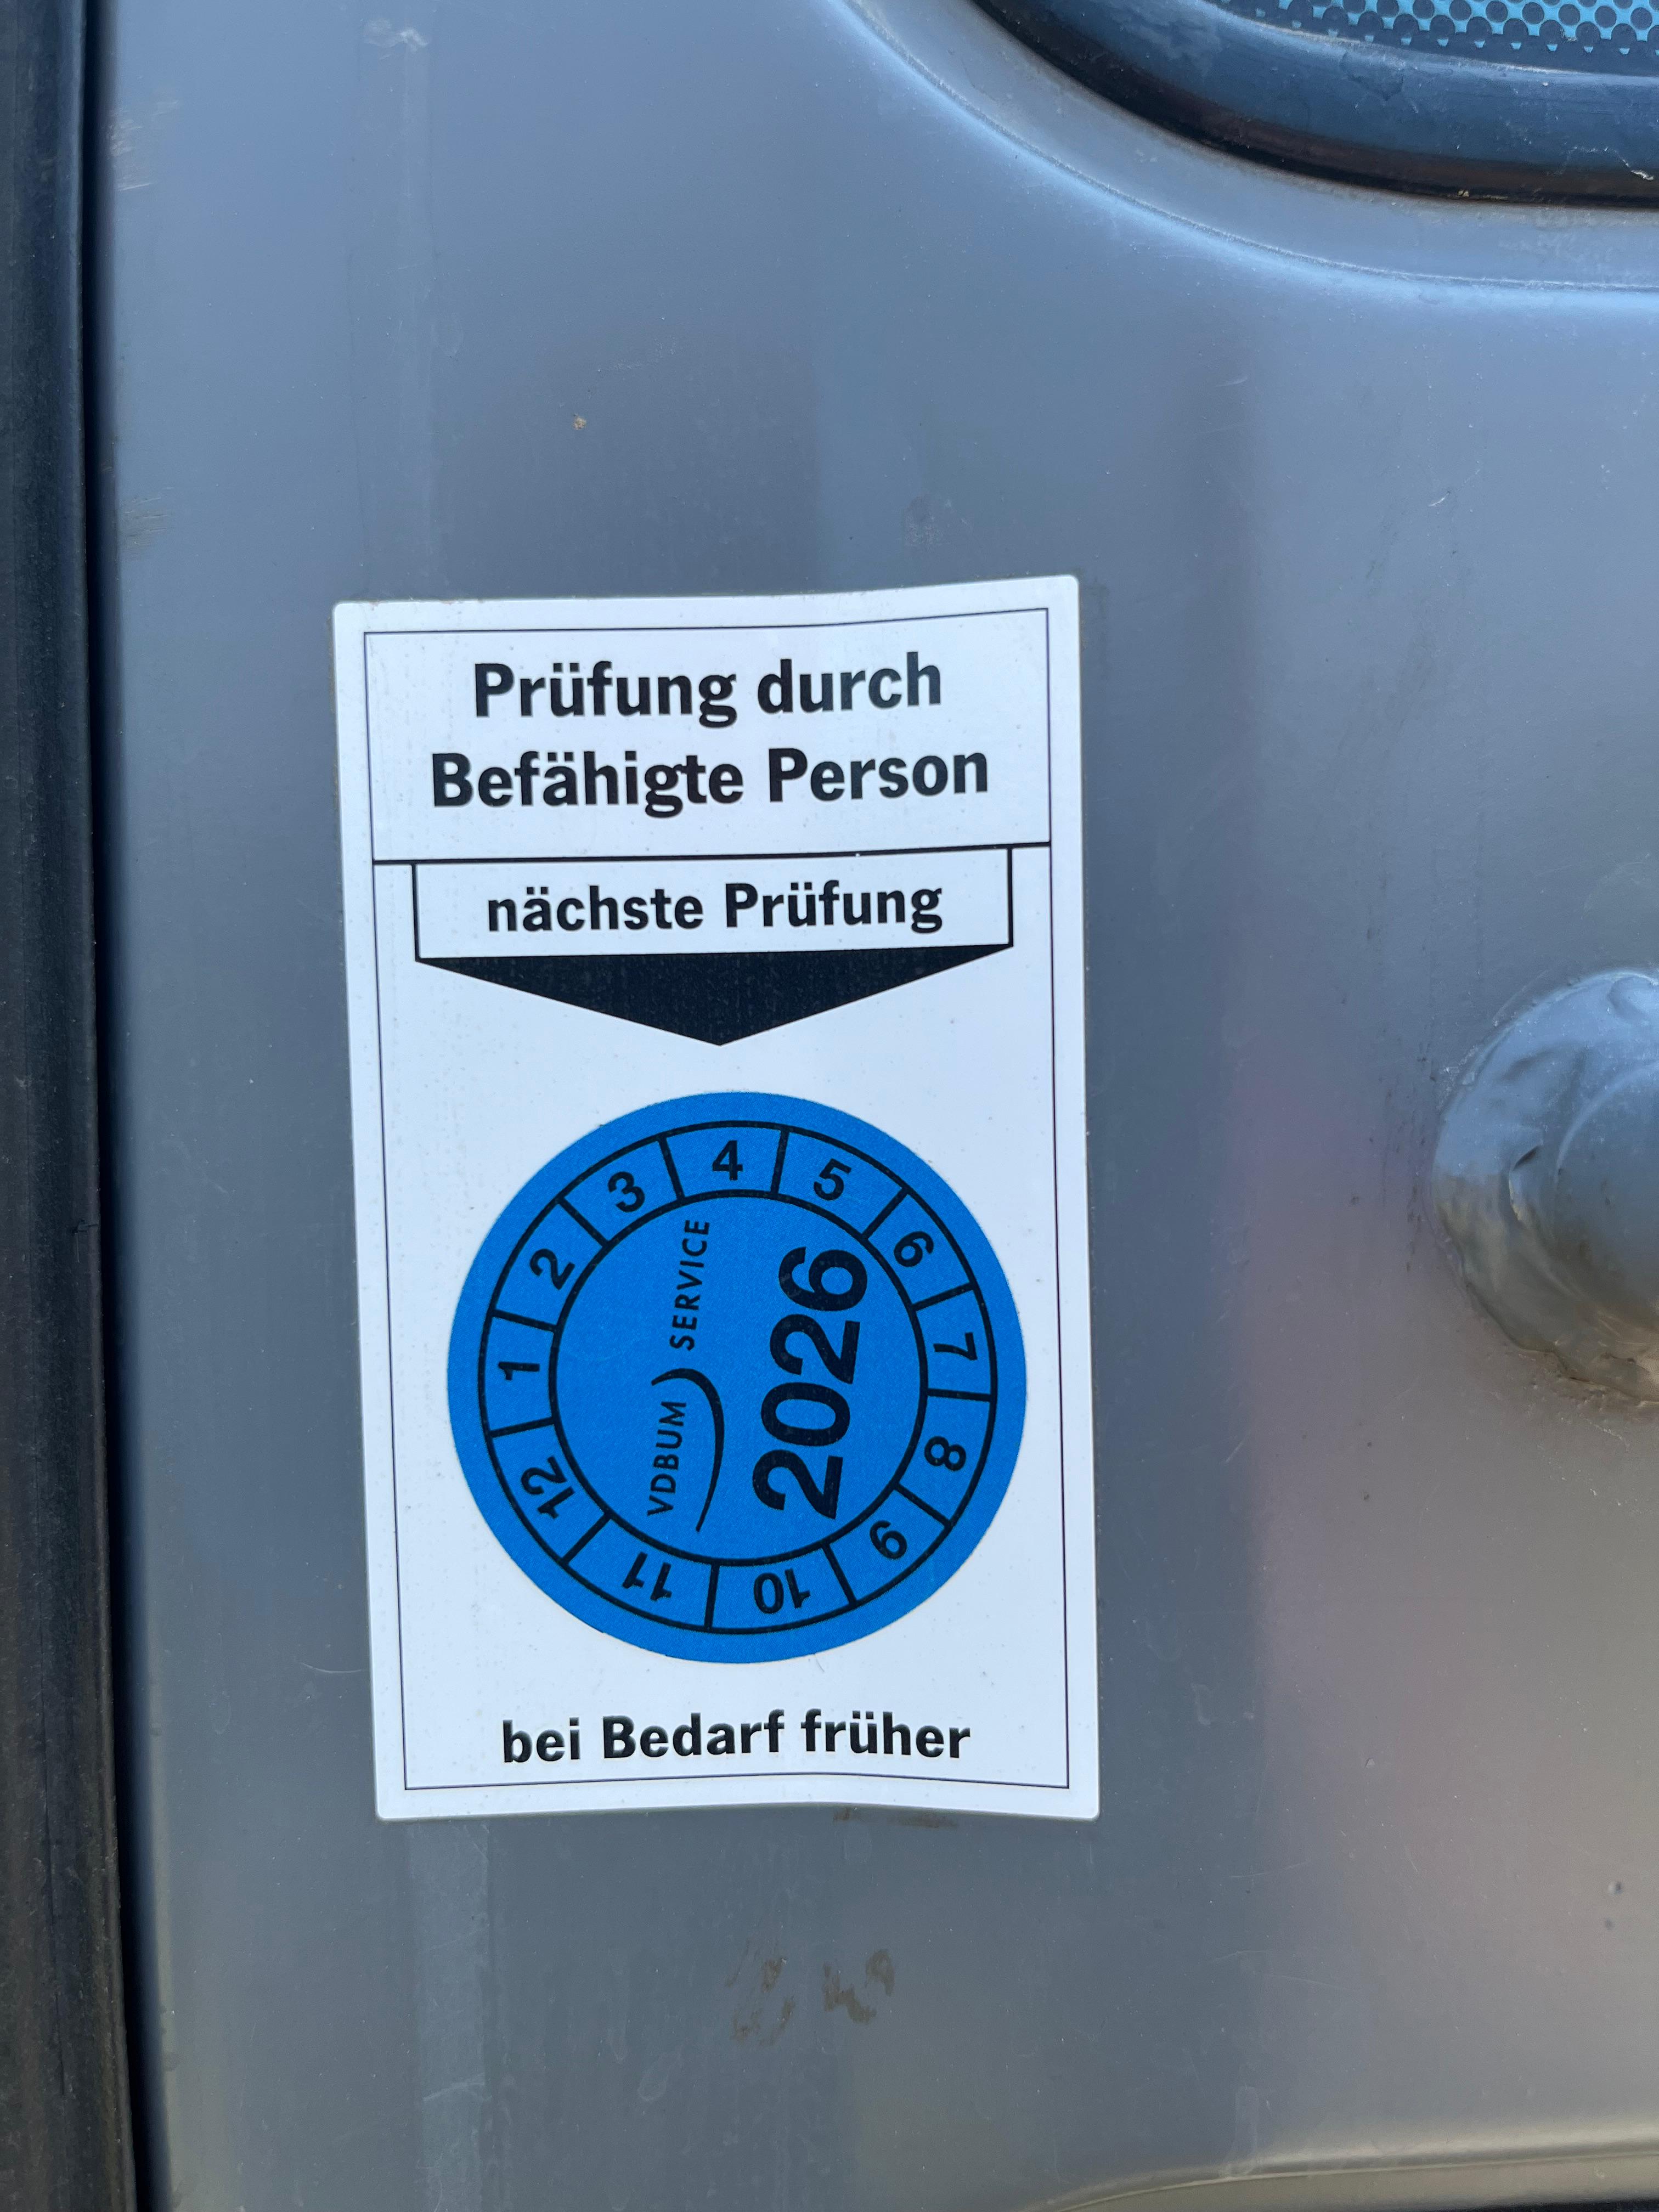 Prüfung durch
Befähigte Person
nächste Prüfung
1 2 3 4 5 6 7 8 9 10 11 12
VDBUM SERVICE
2026
bei Bedarf früher